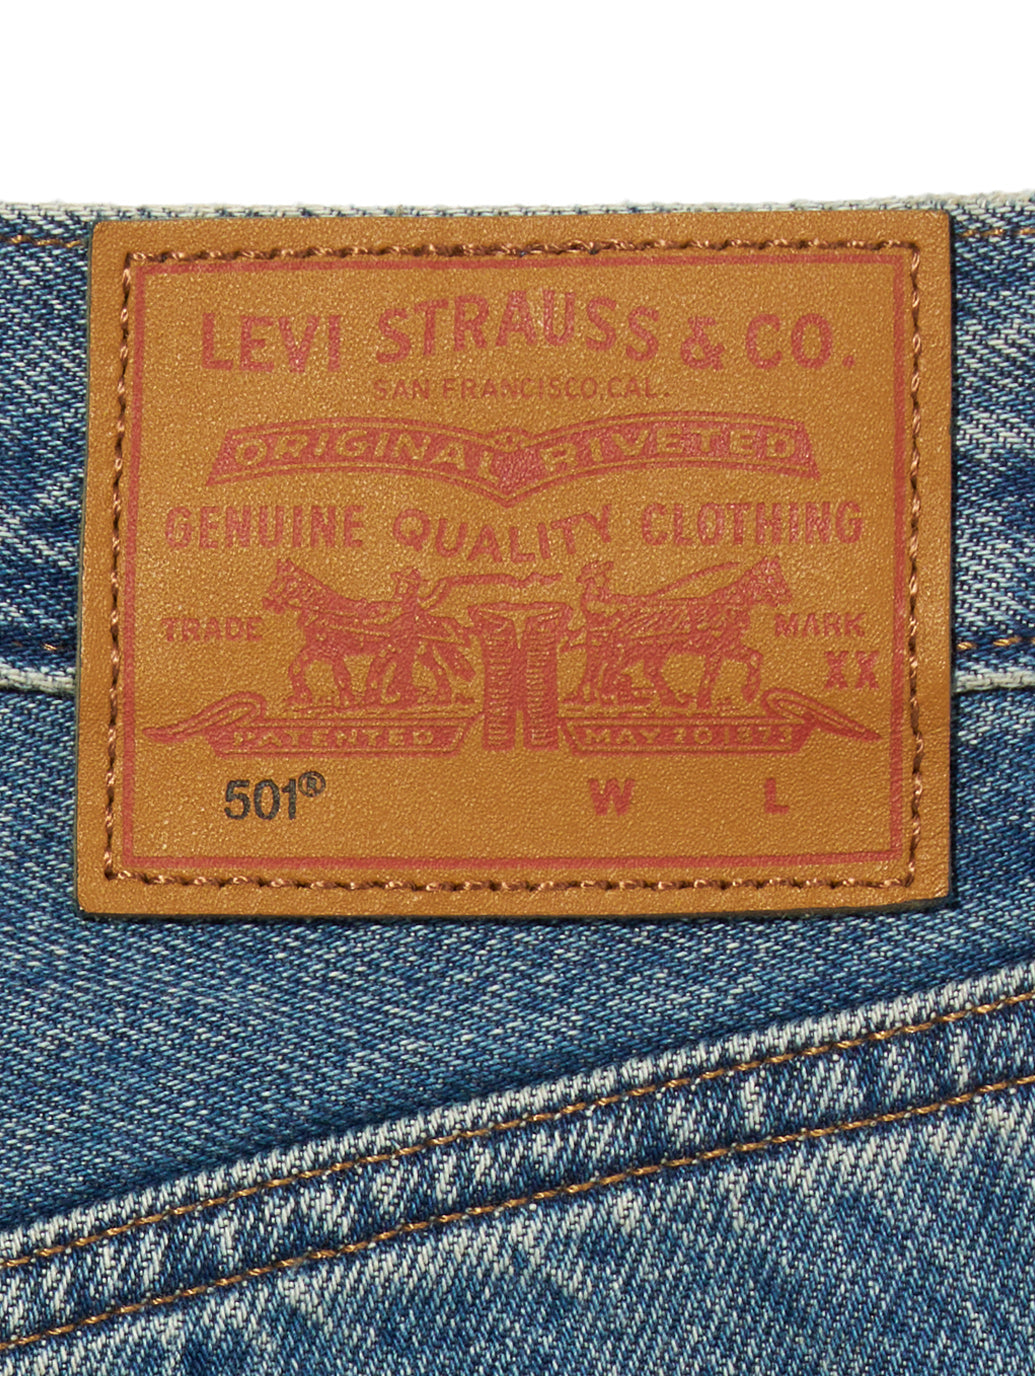 LEVI STRAUSS & CO.
SAN FRANCISCO, CAL.
ORIGINAL RIVETED
GENUINE QUALITY CLOTHING
TRADE MARK
XX
PATENTED MAY 20 1873
501® W L